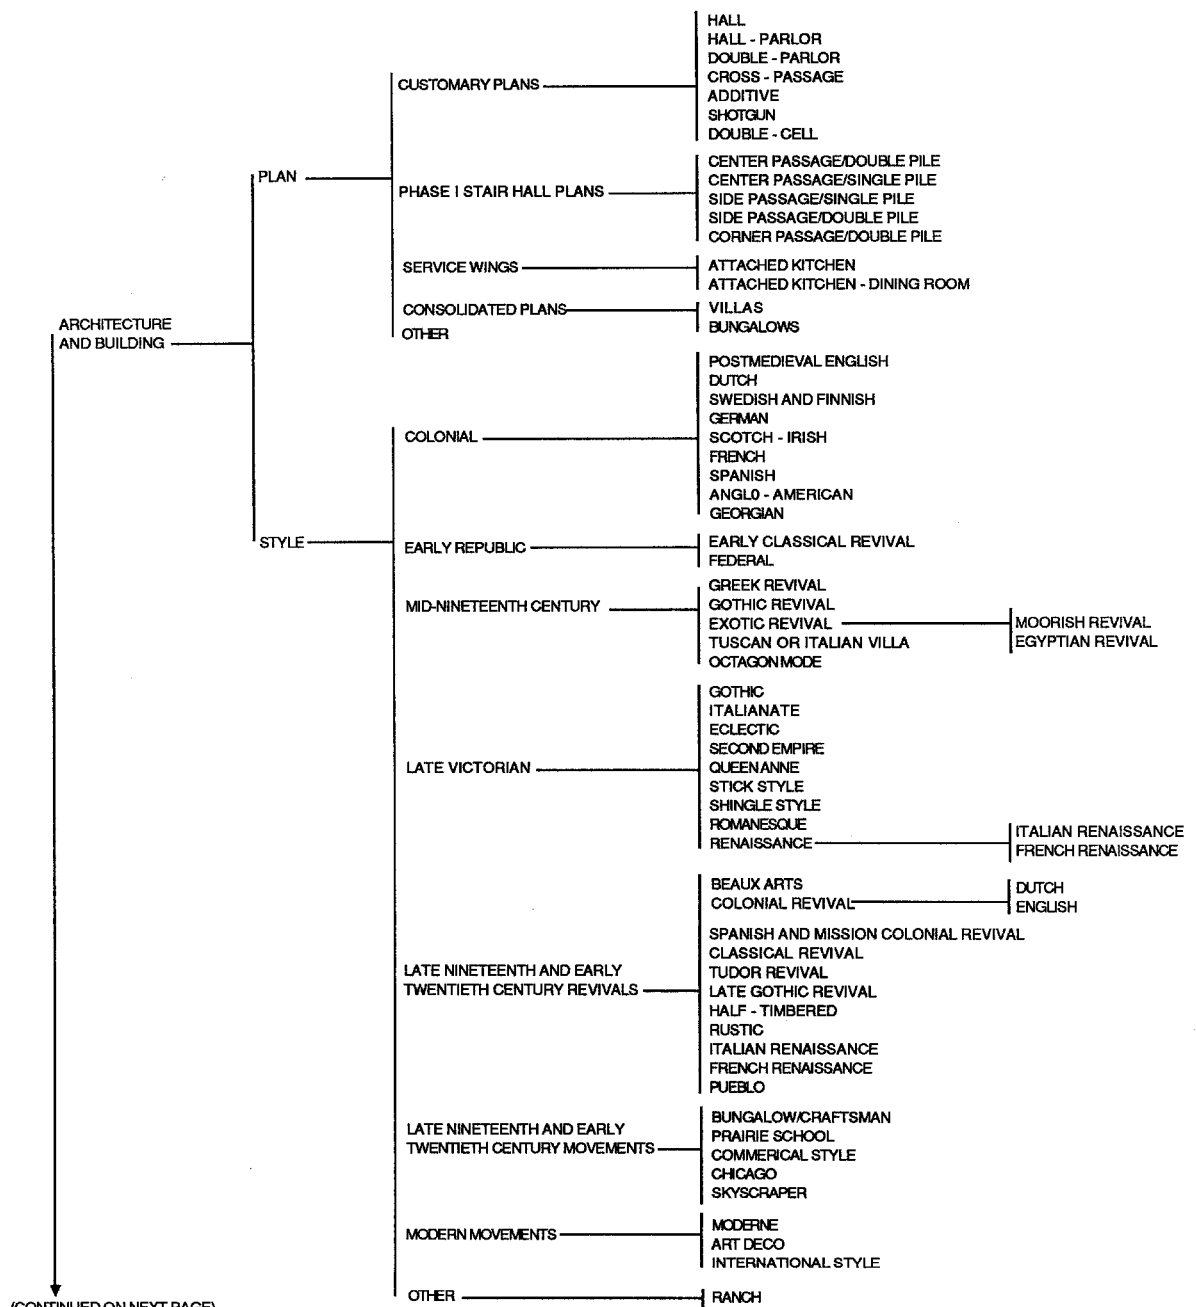 HALL
HALL - PARLOR
DOUBLE - PARLOR
CUSTOMARY PLANS
CROSS - PASSAGE
ADDITIVE
SHOTGUN
DOUBLE - CELL
PLAN
CENTER PASSAGE/DOUBLE PILE
CENTER PASSAGE/SINGLE PILE
PHASE I STAIR HALL PLANS
SIDE PASSAGE/SINGLE PILE
SIDE PASSAGE/DOUBLE PILE
CORNER PASSAGE/DOUBLE PILE
SERVICE WINGS
ATTACHED KITCHEN
ATTACHED KITCHEN - DINING ROOM
CONSOLIDATED PLANS
VILLAS
BUNGALOWS
OTHER
ARCHITECTURE
AND BUILDING
POSTMEDIEVAL ENGLISH
DUTCH
SWEDISH AND FINNISH
GERMAN
COLONIAL
SCOTCH - IRISH
FRENCH
SPANISH
ANGL0 - AMERICAN
GEORGIAN
STYLE
EARLY REPUBLIC
EARLY CLASSICAL REVIVAL
FEDERAL
MID-NINETEENTH CENTURY
GREEK REVIVAL
GOTHIC REVIVAL
EXOTIC REVIVAL
MOORISH REVIVAL
EGYPTIAN REVIVAL
TUSCAN OR ITALIAN VILLA
OCTAGON MODE
GOTHIC
ITALIANATE
ECLECTIC
SECOND EMPIRE
LATE VICTORIAN
QUEEN ANNE
STICK STYLE
SHINGLE STYLE
ROMANESQUE
RENAISSANCE
ITALIAN RENAISSANCE
FRENCH RENAISSANCE
BEAUX ARTS
COLONIAL REVIVAL
DUTCH
ENGLISH
SPANISH AND MISSION COLONIAL REVIVAL
CLASSICAL REVIVAL
LATE NINETEENTH AND EARLY
TWENTIETH CENTURY REVIVALS
TUDOR REVIVAL
LATE GOTHIC REVIVAL
HALF - TIMBERED
RUSTIC
ITALIAN RENAISSANCE
FRENCH RENAISSANCE
PUEBLO
LATE NINETEENTH AND EARLY
TWENTIETH CENTURY MOVEMENTS
BUNGALOW/CRAFTSMAN
PRAIRIE SCHOOL
COMMERICAL STYLE
CHICAGO
SKYSCRAPER
MODERN MOVEMENTS
MODERNE
ART DECO
INTERNATIONAL STYLE
OTHER
RANCH
(CONTINUED ON NEXT PAGE)